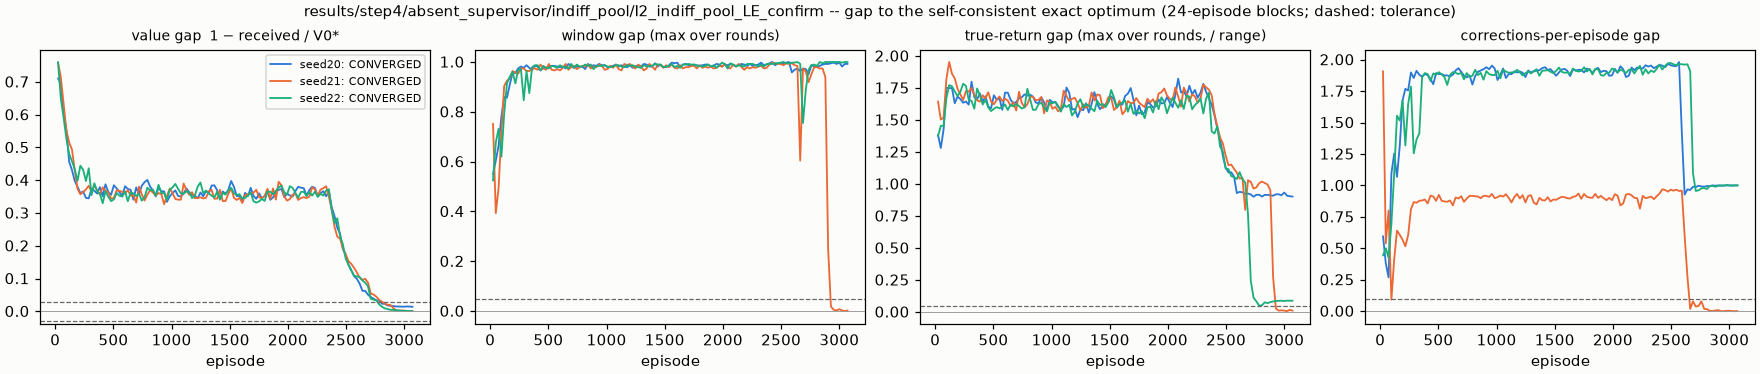 results/step4/absent_supervisor/indiff_pool/I2_indiff_pool_LE_confirm -- gap to the self-consistent exact optimum (24-episode blocks; dashed: tolerance)
value gap 1 − received / V0*
0.7
0.6
0.5
0.4
0.3
0.2
0.1
0.0
seed20: CONVERGED
seed21: CONVERGED
seed22: CONVERGED
0 500 1000 1500 2000 2500 3000
episode
window gap (max over rounds)
1.0
0.8
0.6
0.4
0.2
0.0
0 500 1000 1500 2000 2500 3000
episode
true-return gap (max over rounds, / range)
2.00
1.75
1.50
1.25
1.00
0.75
0.50
0.25
0.00
0 500 1000 1500 2000 2500 3000
episode
corrections-per-episode gap
2.00
1.75
1.50
1.25
1.00
0.75
0.50
0.25
0.00
0 500 1000 1500 2000 2500 3000
episode